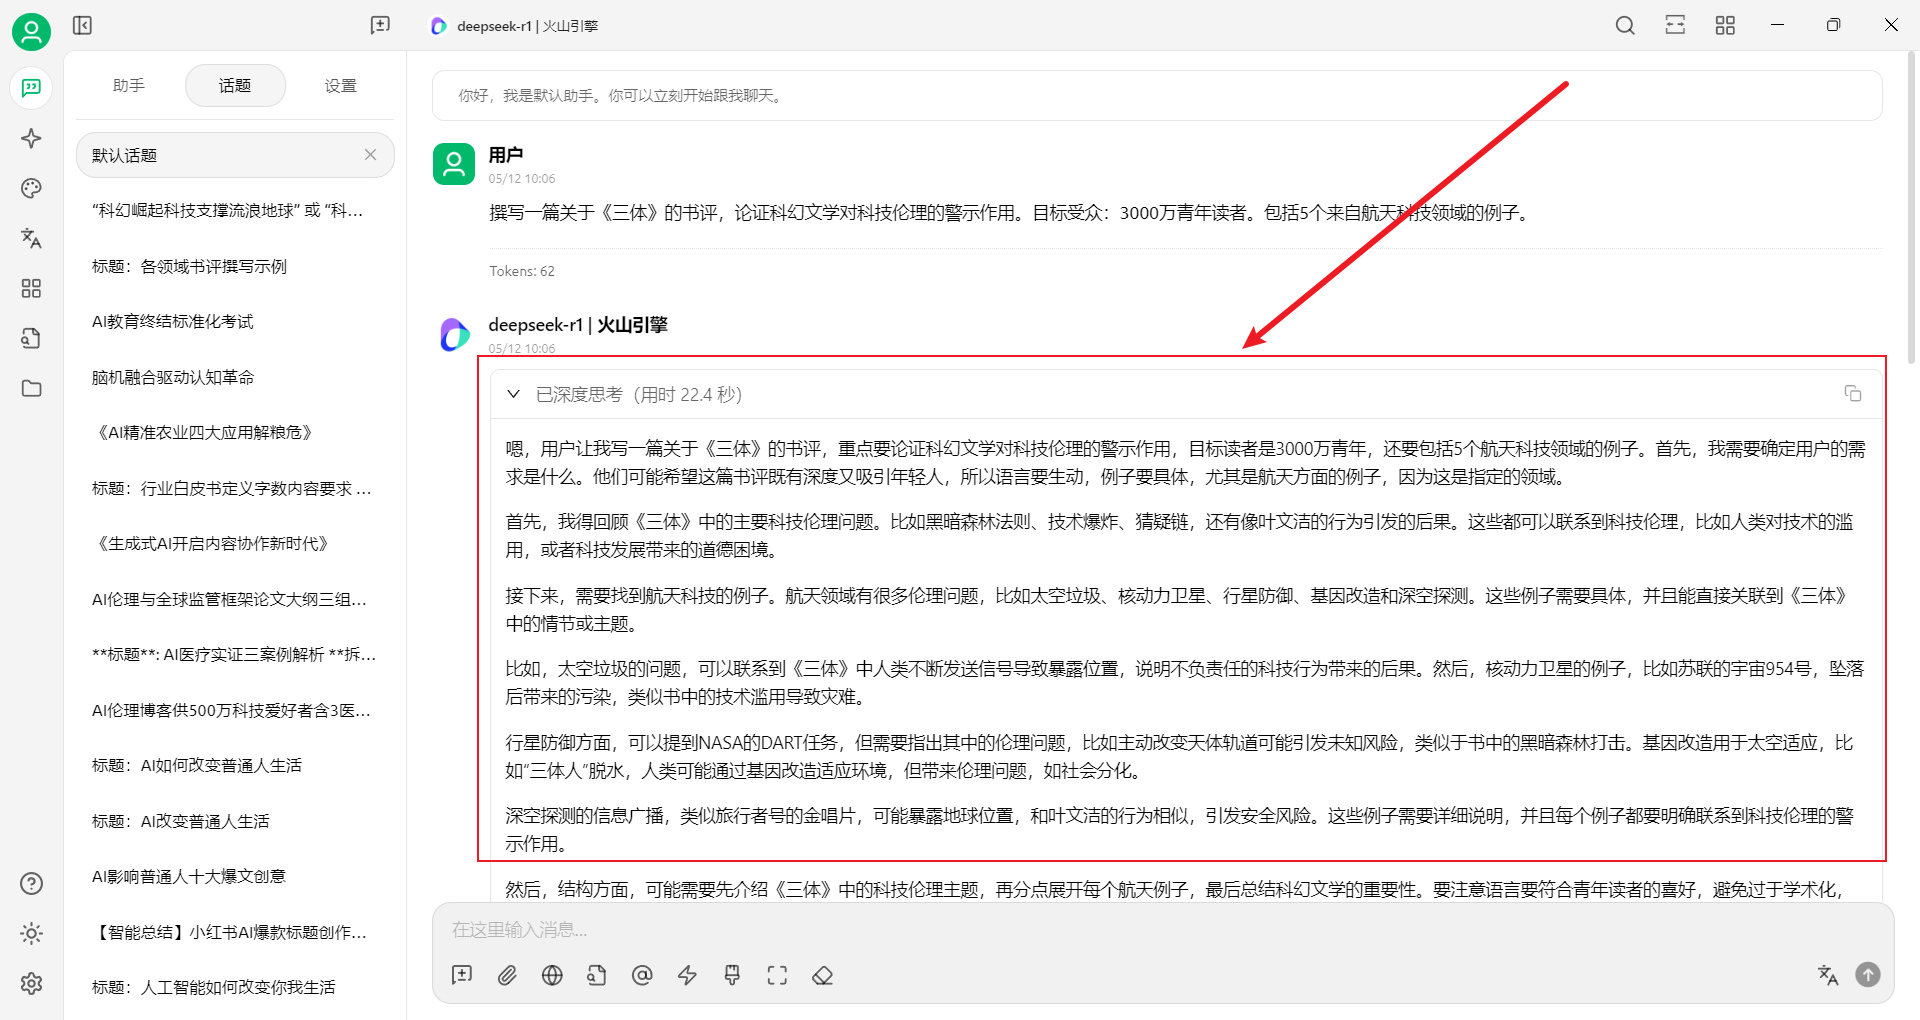 deepseek-r1 | 火山引擎
助手
话题
设置
默认话题
“科幻崛起科技支撑流浪地球” 或 “科...
标题：各领域书评撰写示例
AI教育终结标准化考试
脑机融合驱动认知革命
《AI精准农业四大应用解粮危》
标题：行业白皮书定义字数内容要求 ...
《生成式AI开启内容协作新时代》
AI伦理与全球监管框架论文大纲三组...
**标题**: AI医疗实证三案例解析 **拆...
AI伦理博客供500万科技爱好者含3医...
标题：AI如何改变普通人生活
标题：AI改变普通人生活
AI影响普通人十大爆文创意
【智能总结】小红书AI爆款标题创作...
标题：人工智能如何改变你我生活
你好，我是默认助手。你可以立刻开始跟我聊天。
用户
05/12 10:06
撰写一篇关于《三体》的书评，论证科幻文学对科技伦理的警示作用。目标受众：3000万青年读者。包括5个来自航天科技领域的例子。
Tokens: 62
deepseek-r1 | 火山引擎
05/12 10:06
已深度思考（用时 22.4 秒）
嗯，用户让我写一篇关于《三体》的书评，重点要论证科幻文学对科技伦理的警示作用，目标读者是3000万青年，还要包括5个航天科技领域的例子。首先，我需要确定用户的需
求是什么。他们可能希望这篇书评既有深度又吸引年轻人，所以语言要生动，例子要具体，尤其是航天方面的例子，因为这是指定的领域。
首先，我得回顾《三体》中的主要科技伦理问题。比如黑暗森林法则、技术爆炸、猜疑链，还有像叶文洁的行为引发的后果。这些都可以联系到科技伦理，比如人类对技术的滥
用，或者科技发展带来的道德困境。
接下来，需要找到航天科技的例子。航天领域有很多伦理问题，比如太空垃圾、核动力卫星、行星防御、基因改造和深空探测。这些例子需要具体，并且能直接关联到《三体》
中的情节或主题。
比如，太空垃圾的问题，可以联系到《三体》中人类不断发送信号导致暴露位置，说明不负责任的科技行为带来的后果。然后，核动力卫星的例子，比如苏联的宇宙954号，坠落
后带来的污染，类似书中的技术滥用导致灾难。
行星防御方面，可以提到NASA的DART任务，但需要指出其中的伦理问题，比如主动改变天体轨道可能引发未知风险，类似于书中的黑暗森林打击。基因改造用于太空适应，比
如“三体人”脱水，人类可能通过基因改造适应环境，但带来伦理问题，如社会分化。
深空探测的信息广播，类似旅行者号的金唱片，可能暴露地球位置，和叶文洁的行为相似，引发安全风险。这些例子需要详细说明，并且每个例子都要明确联系到科技伦理的警
示作用。
然后，结构方面，可能需要先介绍《三体》中的科技伦理主题，再分点展开每个航天例子，最后总结科幻文学的重要性。要注意语言要符合青年读者的喜好，避免过于学术化，
在这里输入消息...